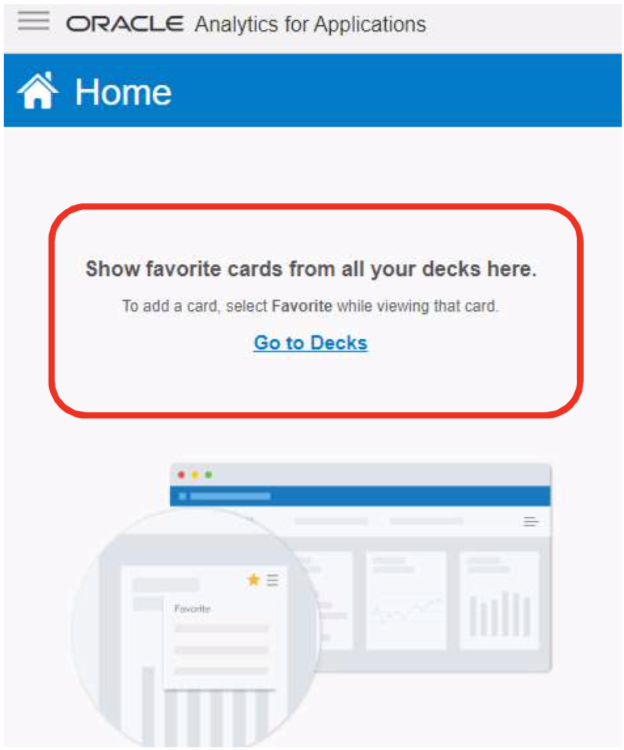 ORACLE Analytics for Applications
Home
Show favorite cards from all your decks here.
To add a card, select Favorite while viewing that card.
Go to Decks
Favorite